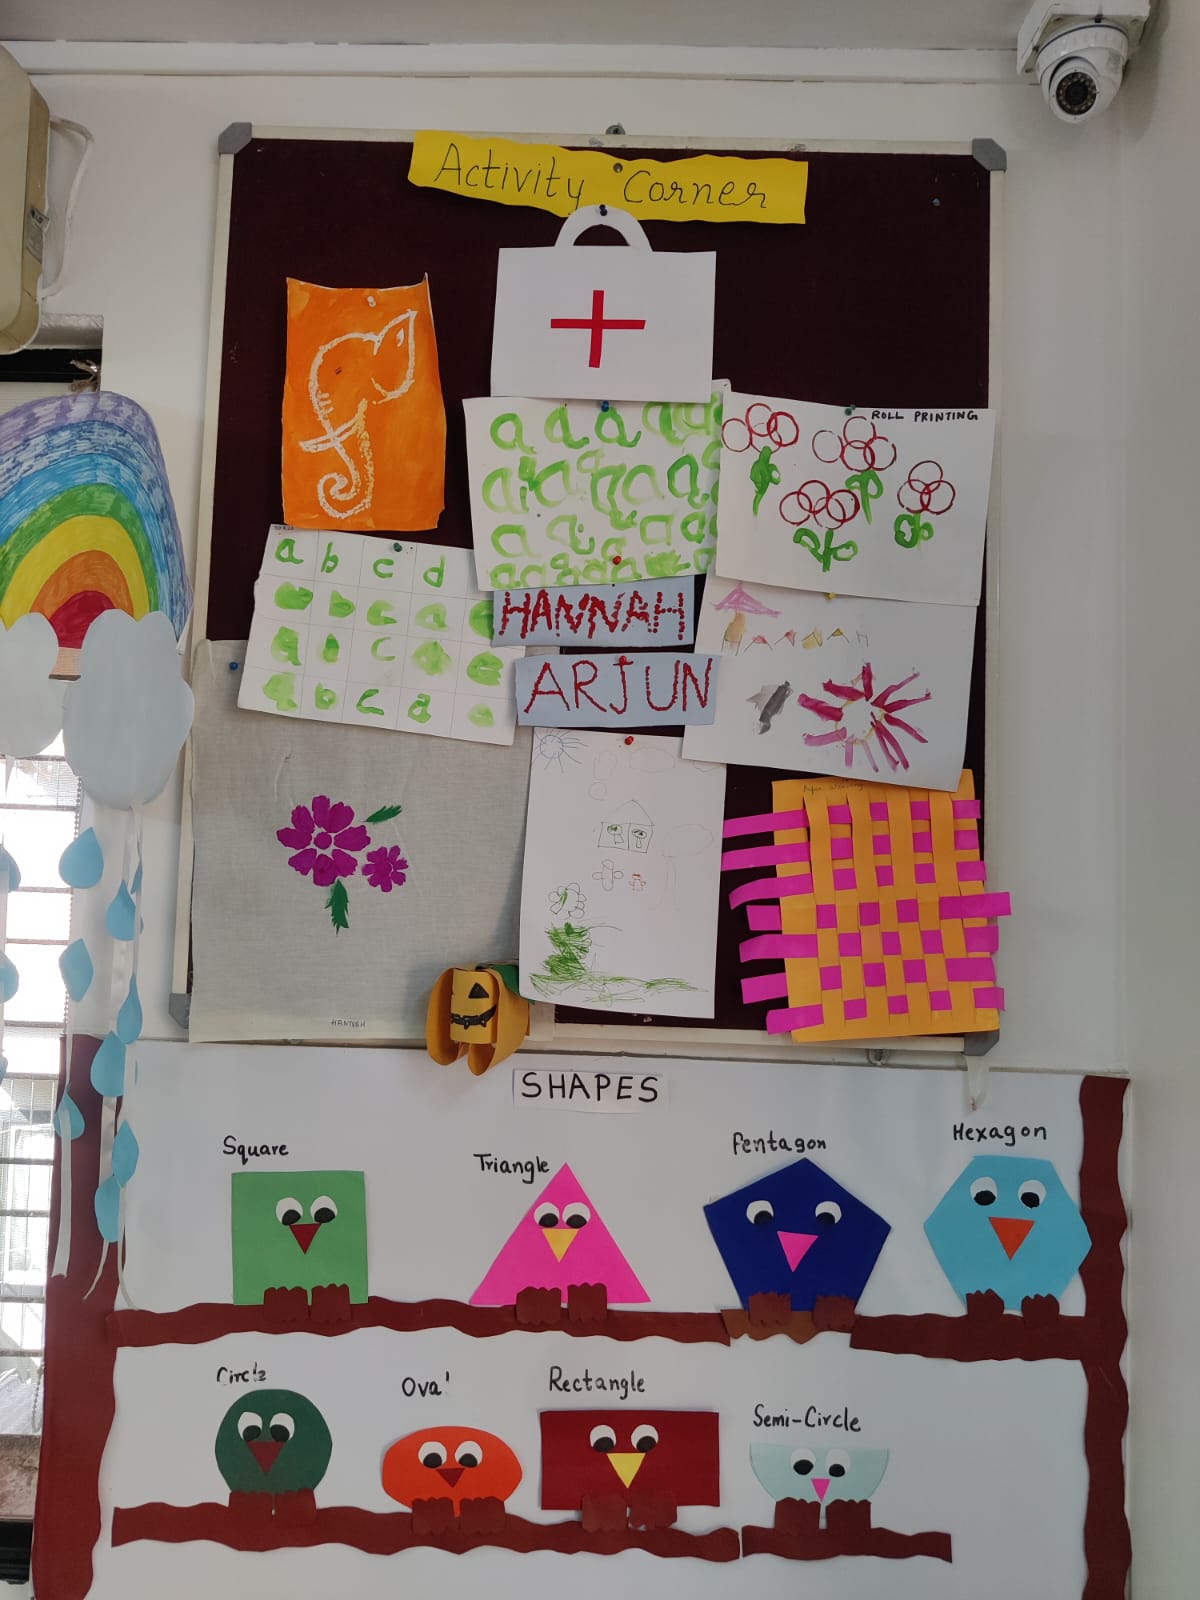 Activity Corner
ROLL PRINTING
a a a
a b c d
a b c a
HANNAH
ARJUN
HANNAH
a b c a
a b c a
HANNAH
SHAPES
Square
Triangle
Pentagon
Hexagon
Circle
Oval
Rectangle
Semi-Circle